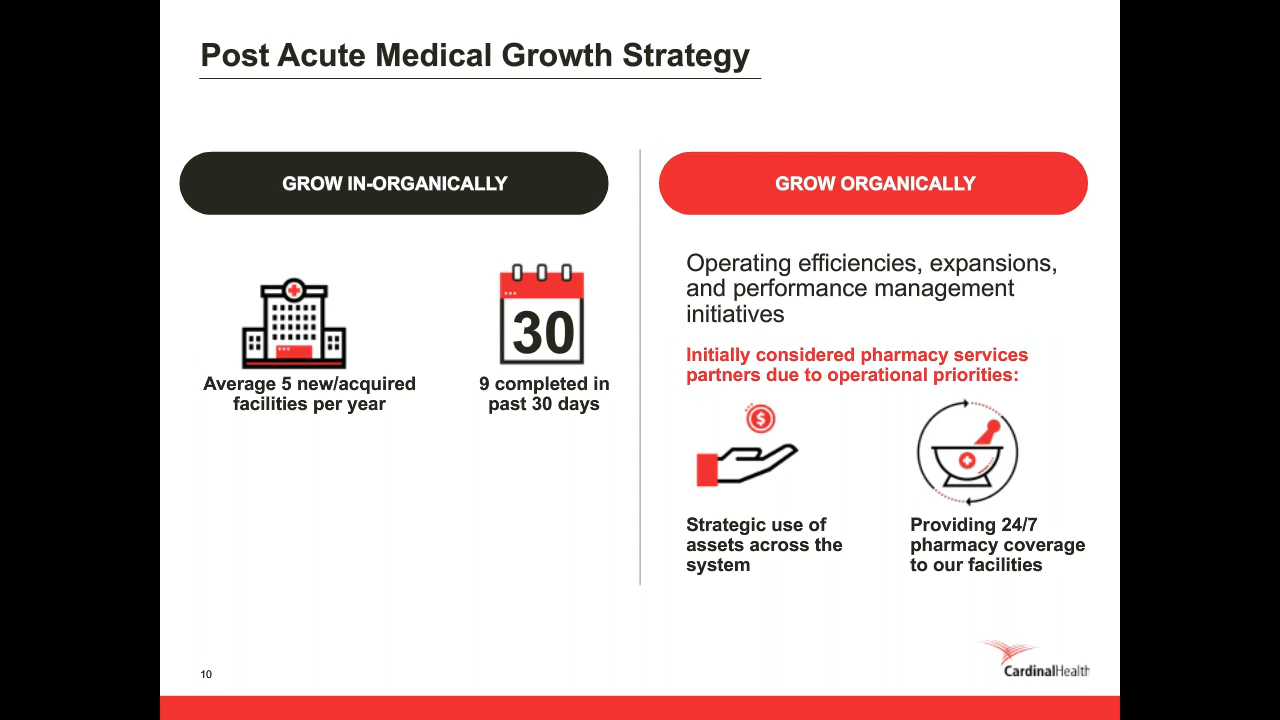 Post Acute Medical Growth Strategy
GROW IN-ORGANICALLY
30
Average 5 new/acquired
facilities per year
9 completed in
past 30 days
GROW ORGANICALLY
Operating efficiencies, expansions,
and performance management
initiatives
Initially considered pharmacy services
partners due to operational priorities:
$
Strategic use of
assets across the
system
Providing 24/7
pharmacy coverage
to our facilities
10
CardinalHealth